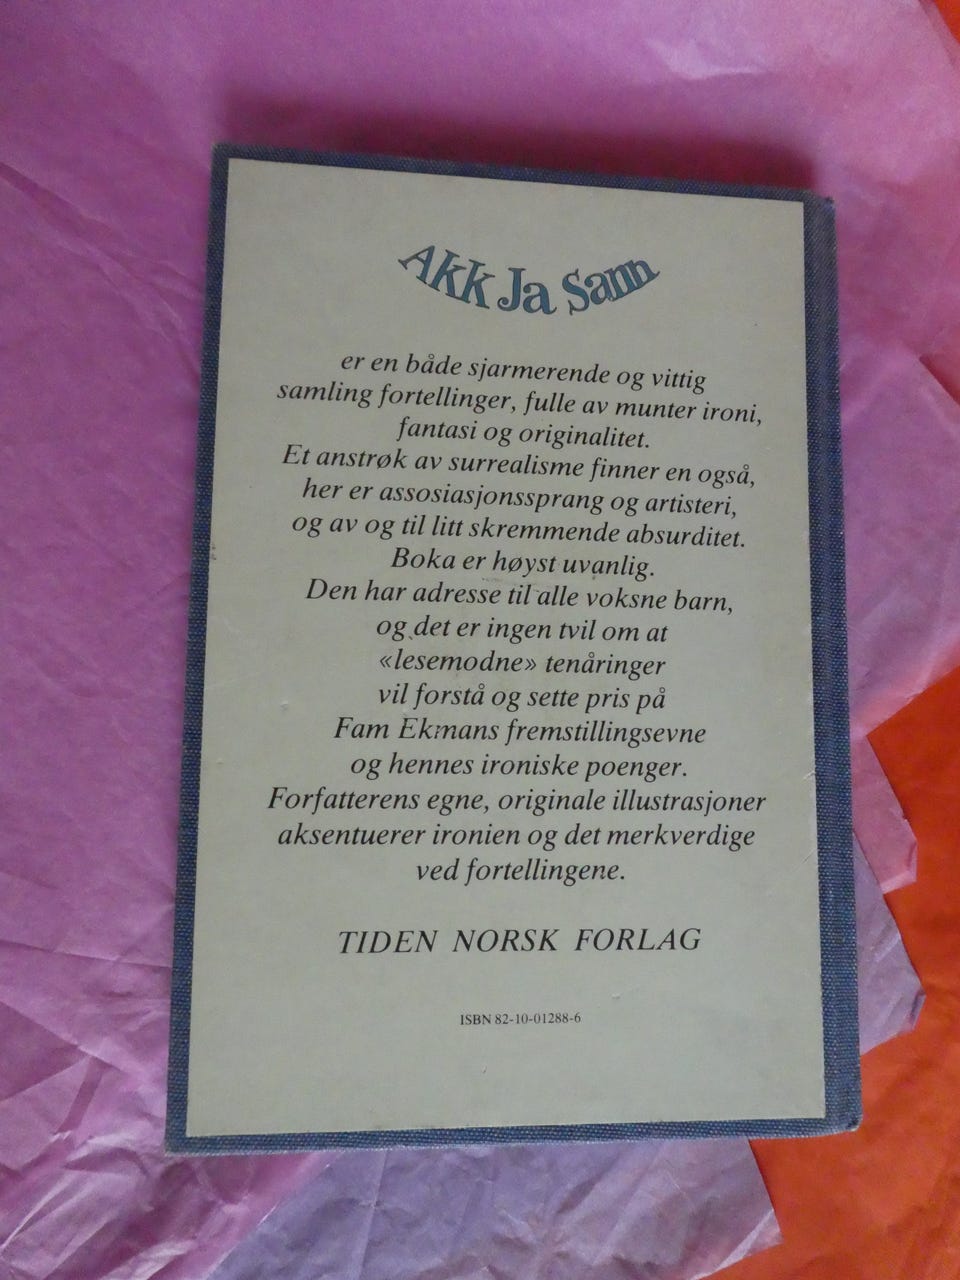 Akk Ja Sann
er en både sjarmerende og vittig
samling fortellinger, fulle av munter ironi,
fantasi og originalitet.
Et anstrøk av surrealisme finner en også,
her er assosiasjonssprang og artisteri,
og av og til litt skremmende absurditet.
Boka er høyst uvanlig.
Den har adresse til alle voksne barn,
og det er ingen tvil om at
«lesemodne» tenåringer
vil forstå og sette pris på
Fam Ekmans fremstillingsevne
og hennes ironiske poenger.
Forfatterens egne, originale illustrasjoner
aksentuerer ironien og det merkverdige
ved fortellingene.
TIDEN NORSK FORLAG
ISBN 82-10-01288-6